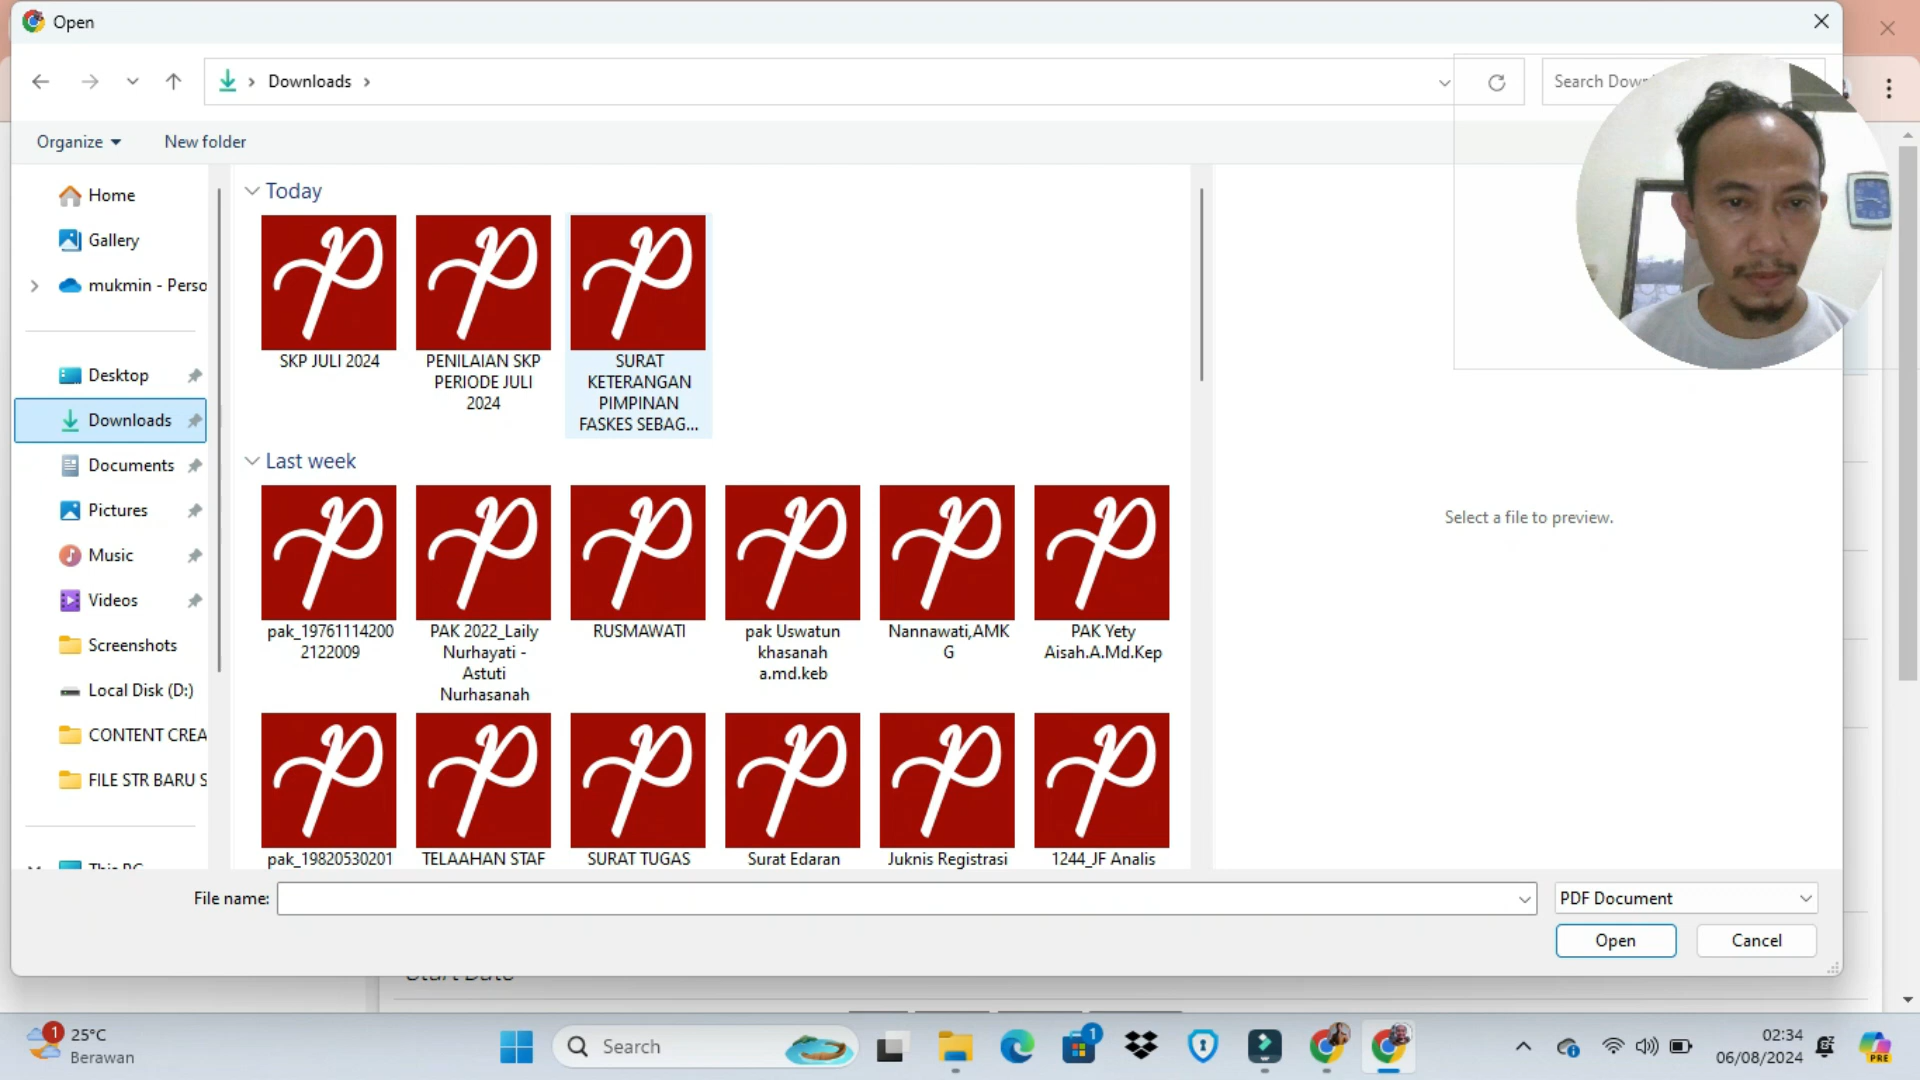 Open
Downloads
Search Dow
Organize
New folder
Home
Gallery
mukmin - Perso
Desktop
Downloads
Documents
Pictures
Music
Videos
Screenshots
Local Disk (D:)
CONTENT CREA
FILE STR BARU S
Today
SKP JULI 2024
PENILAIAN SKP
PERIODE JULI
2024
SURAT
KETERANGAN
PIMPINAN
FASKES SEBAG...
Last week
pak_19761114200
2122009
PAK 2022_Laily
Nurhayati -
Astuti
Nurhasanah
RUSMAWATI
pak Uswatun
khasanah
a.md.keb
Nannawati,AMK
G
PAK Yety
Aisah.A.Md.Kep
pak_19820530201
TELAAHAN STAF
SURAT TUGAS
Surat Edaran
Juknis Registrasi
1244_JF Analis
Select a file to preview.
File name:
PDF Document
Open
Cancel
1
25°C
Berawan
Search
1
PRE
02:34
06/08/2024